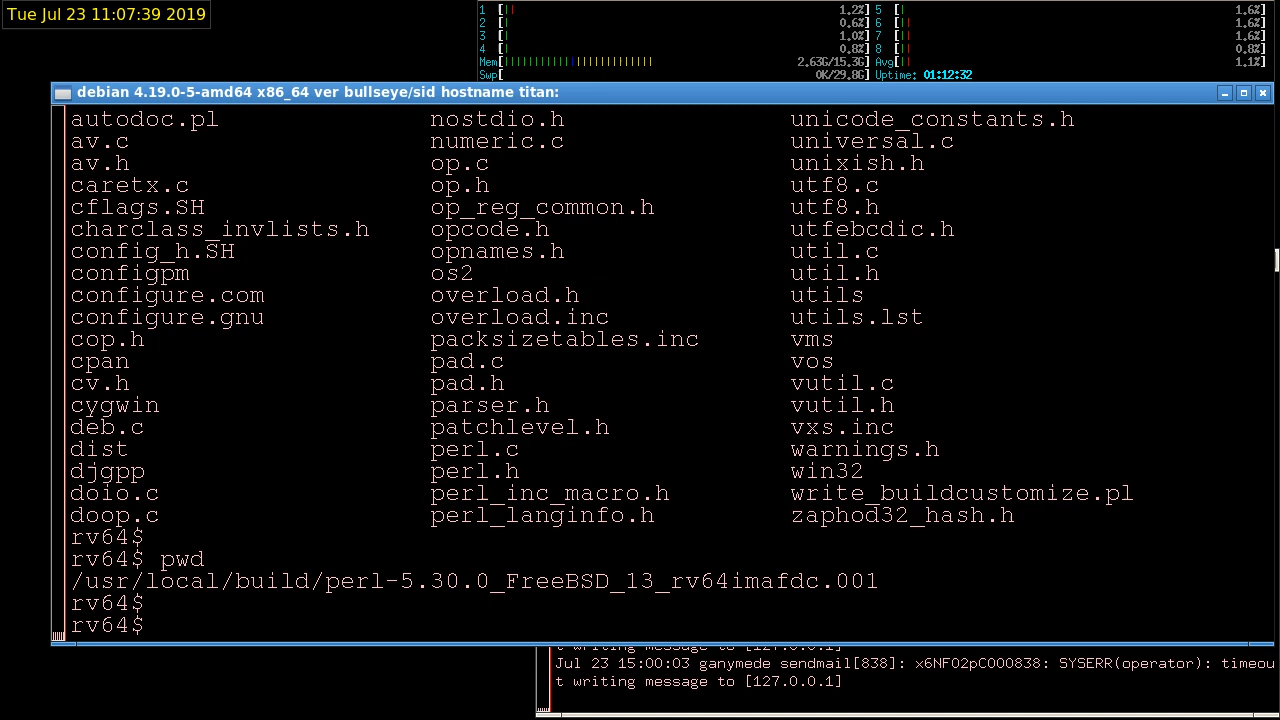 Tue Jul 23 11:07:39 2019
1 [|| 1.2%] 5 [| 1.6%]
2 [| 0.6%] 6 [|| 1.6%]
3 [| 1.0%] 7 [|| 1.6%]
4 [| 0.8%] 8 [|| 0.8%]
Mem[||||||||||||||||||||||||||| 2.63G/15.3G] Avg[|| 1.1%]
Swp[ 0K/29.8G] Uptime: 01:12:32
debian 4.19.0-5-amd64 x86_64 ver bullseye/sid hostname titan:
autodoc.pl nostdio.h unicode_constants.h
av.c numeric.c universal.c
av.h op.c unixish.h
caretx.c op.h utf8.c
cflags.SH op_reg_common.h utf8.h
charclass_invlists.h opcode.h utfebcdic.h
config_h.SH opnames.h util.c
configpm os2 util.h
configure.com overload.h utils
configure.gnu overload.inc utils.lst
cop.h packsizetables.inc vms
cpan pad.c vos
cv.h pad.h vutil.c
cygwin parser.h vutil.h
deb.c patchlevel.h vxs.inc
dist perl.c warnings.h
djgpp perl.h win32
doio.c perl_inc_macro.h write_buildcustomize.pl
doop.c perl_langinfo.h zaphod32_hash.h
rv64$
rv64$ pwd
/usr/local/build/perl-5.30.0_FreeBSD_13_rv64imafdc.001
rv64$
rv64$
t writing message to [127.0.0.1]
Jul 23 15:00:03 ganymede sendmail[838]: x6NF02pC000838: SYSERR(operator): timeou
t writing message to [127.0.0.1]